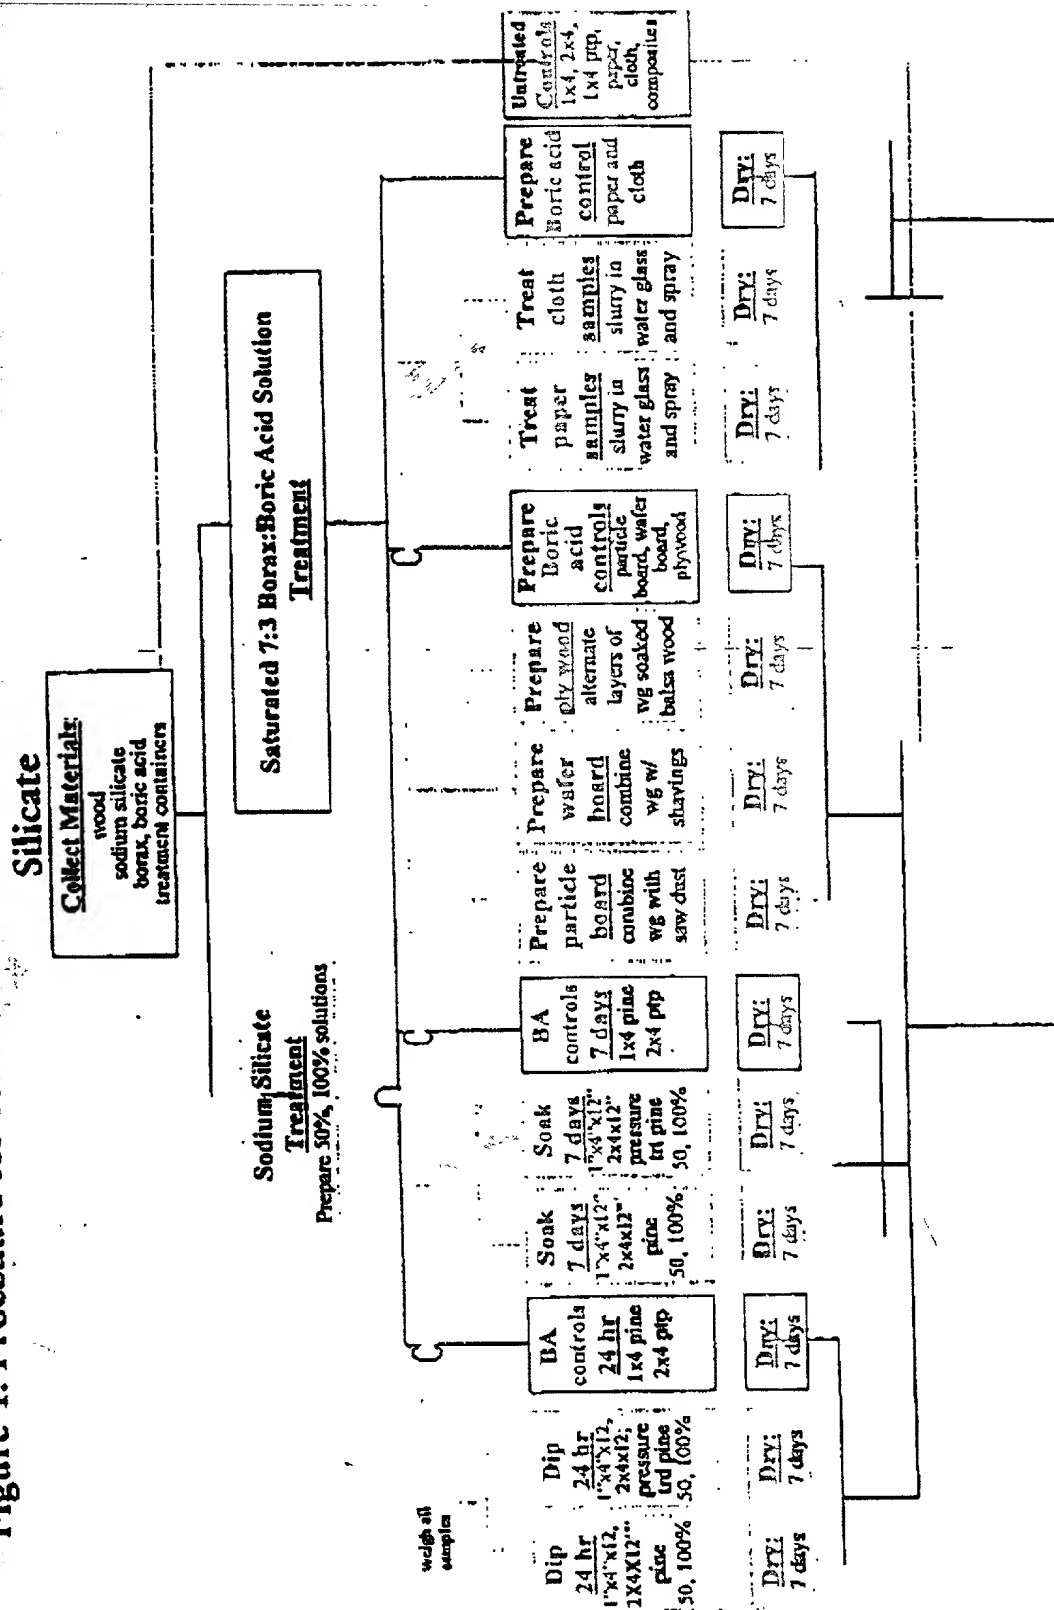 Figure 1. Procedure for
Silicate
Collect Materials:
wood
sodium silicate
borax, boric acid
treatment containers
Sodium Silicate
Treatment
Prepare 50%, 100% solutions
Saturated 7:3 Borax:Boric Acid Solution
Treatment
weigh all
samples
Dip
24 hr
1"x4"x12,
2X4X12""
pine
50, 100%
Dip
24 hr
1"x4"x12,
2x4x12;
pressure
trd pine
50, 100%
BA
controls
24 hr
1x4 pine
2x4 ptp
Soak
7 days
1"x4"x12"
2x4x12"
pine
50, 100%
Soak
7 days
1"x4"x12"
2x4x12"
pressure
trd pine
50, 100%
BA
controls
7 days
1x4 pine
2x4 ptp
Prepare
particle
board
combine
wg with
saw dust
Prepare
wafer
board
combine
wg w/
shavings
Prepare
ply wood
alternate
layers of
wg soaked
balsa wood
Prepare
Boric
acid
controls
particle
board, wafer
board,
plywood
Treat
paper
samples
slurry in
water glass
and spray
Treat
cloth
samples
slurry in
water glass
and spray
Prepare
Boric acid
control
paper and
cloth
Untreated
Controls
1x4, 2x4,
1x4 ptp,
paper,
cloth,
composites
Dry:
7 days
Dry:
7 days
Dry:
7 days
Dry:
7 days
Dry:
7 days
Dry:
7 days
Dry:
7 days
Dry:
7 days
Dry:
7 days
Dry:
7 days
Dry:
7 days
Dry:
7 days
Dry:
7 days